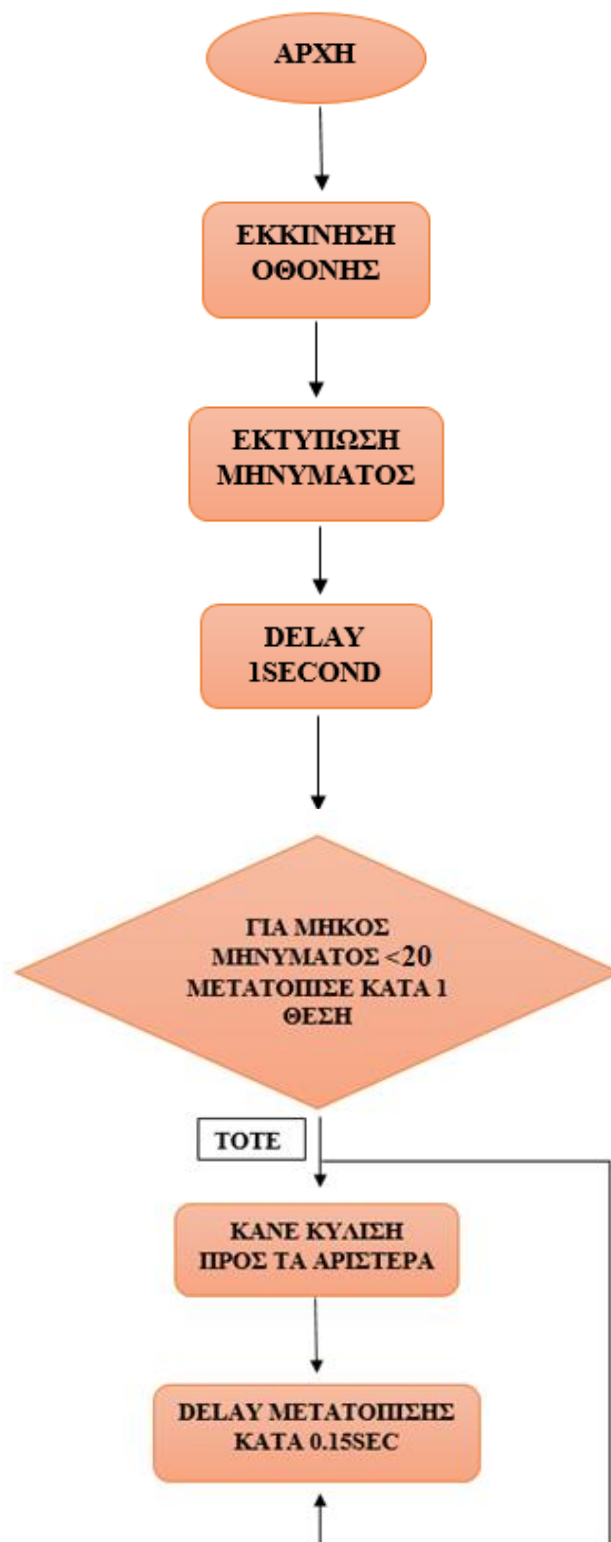 ΑΡΧΗ
ΕΚΚΙΝΗΣΗ
ΟΘΟΝΗΣ
ΕΚΤΥΠΩΣΗ
ΜΗΝΥΜΑΤΟΣ
DELAY
1SECOND
ΓΙΑ ΜΗΚΟΣ
ΜΗΝΥΜΑΤΟΣ <20
ΜΕΤΑΤΟΠΙΣΕ ΚΑΤΑ 1
ΘΕΣΗ
ΤΟΤΕ
ΚΑΝΕ ΚΥΛΙΣΗ
ΠΡΟΣ ΤΑ ΑΡΙΣΤΕΡΑ
DELAY ΜΕΤΑΤΟΠΙΣΗΣ
ΚΑΤΑ 0.15SEC